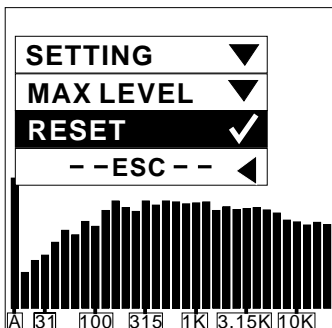 SETTING
MAX LEVEL
RESET
– –ESC– –
A 31 100 315 1K 3.15K 10K